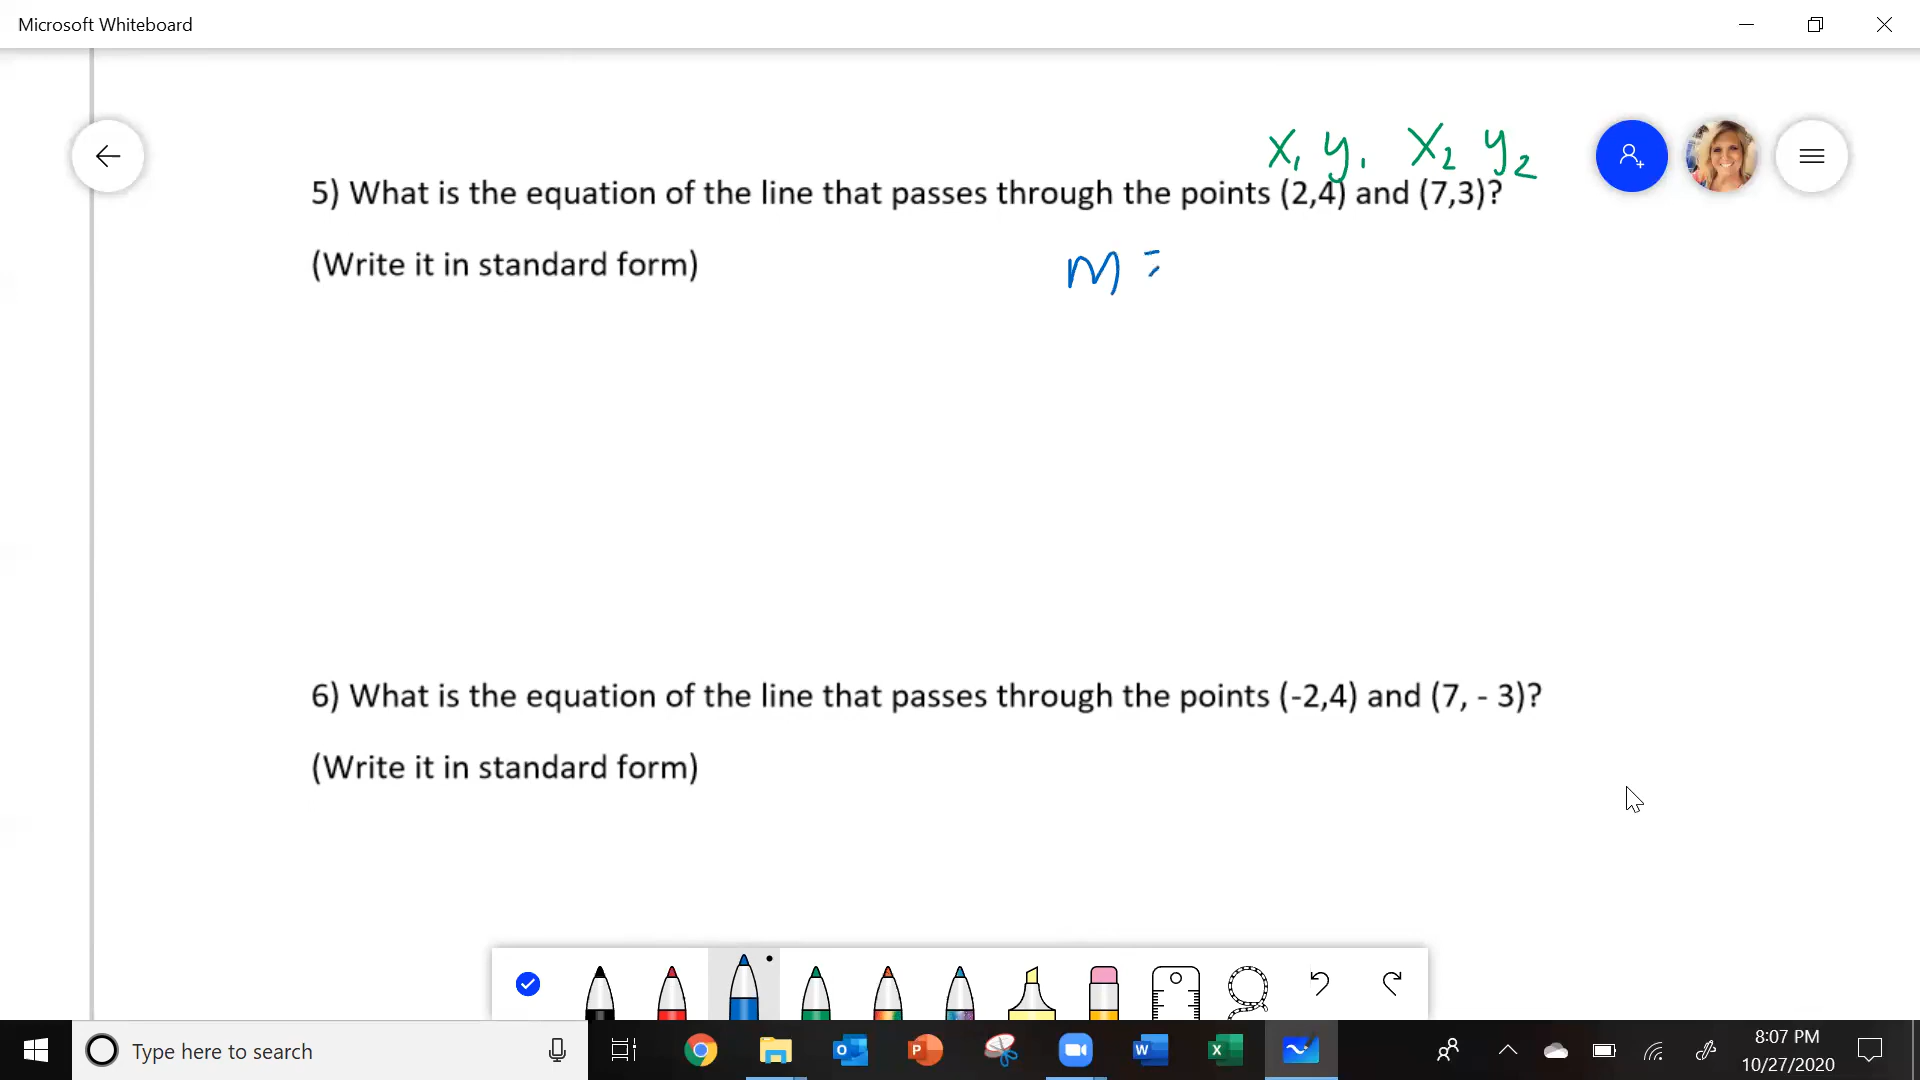 Microsoft Whiteboard
x₁ y₁ x₂ y₂
5) What is the equation of the line that passes through the points (2,4) and (7,3)?
(Write it in standard form)
m =
6) What is the equation of the line that passes through the points (-2,4) and (7, - 3)?
(Write it in standard form)
Type here to search
8:07 PM
10/27/2020